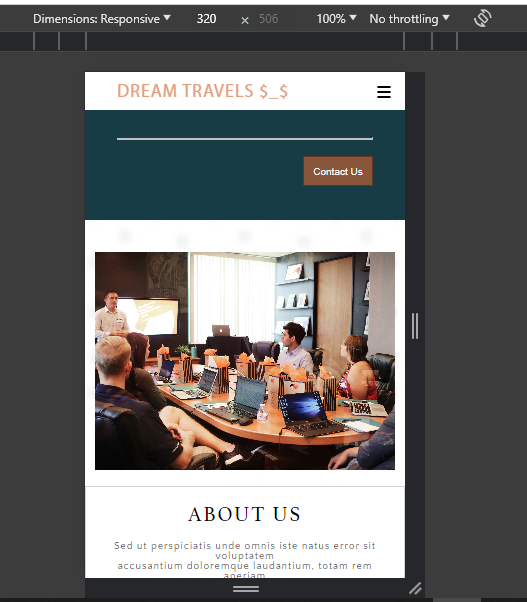 Dimensions: Responsive 320 × 506 100% No throttling
DREAM TRAVELS $_$
Contact Us
ABOUT US
Sed ut perspiciatis unde omnis iste natus error sit
voluptatem
accusantium doloremque laudantium, totam rem
aperiam